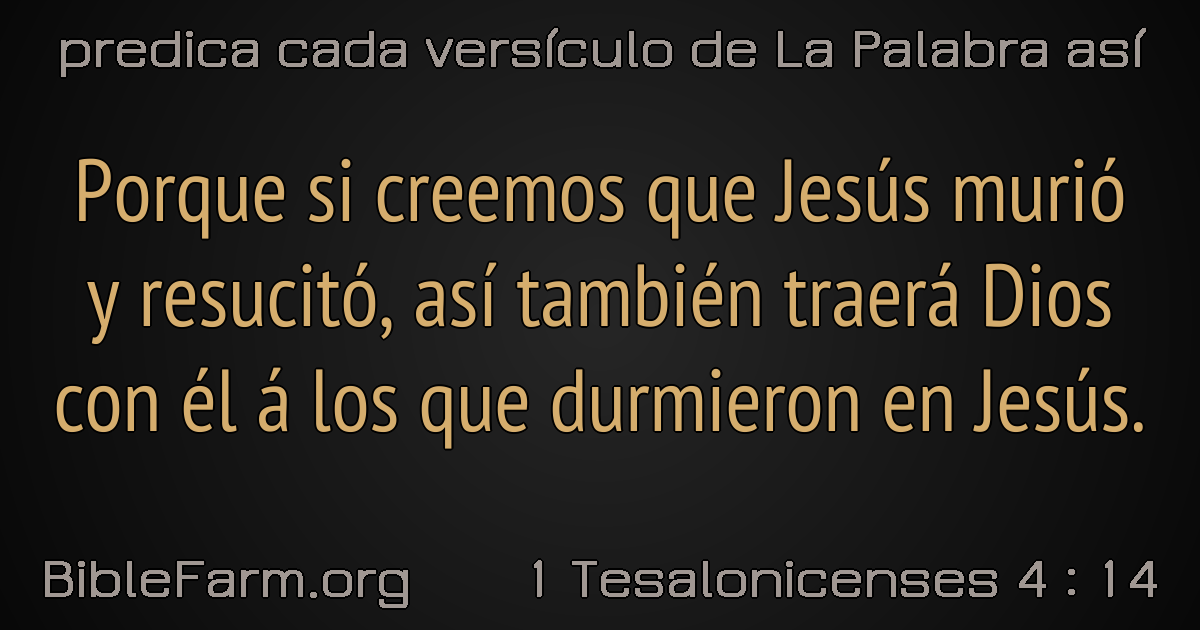 predica cada versículo de La Palabra así
Porque si creemos que Jesús murió
y resucitó, así también traerá Dios
con él á los que durmieron en Jesús.
BibleFarm.org 1 Tesalonicenses 4 : 14